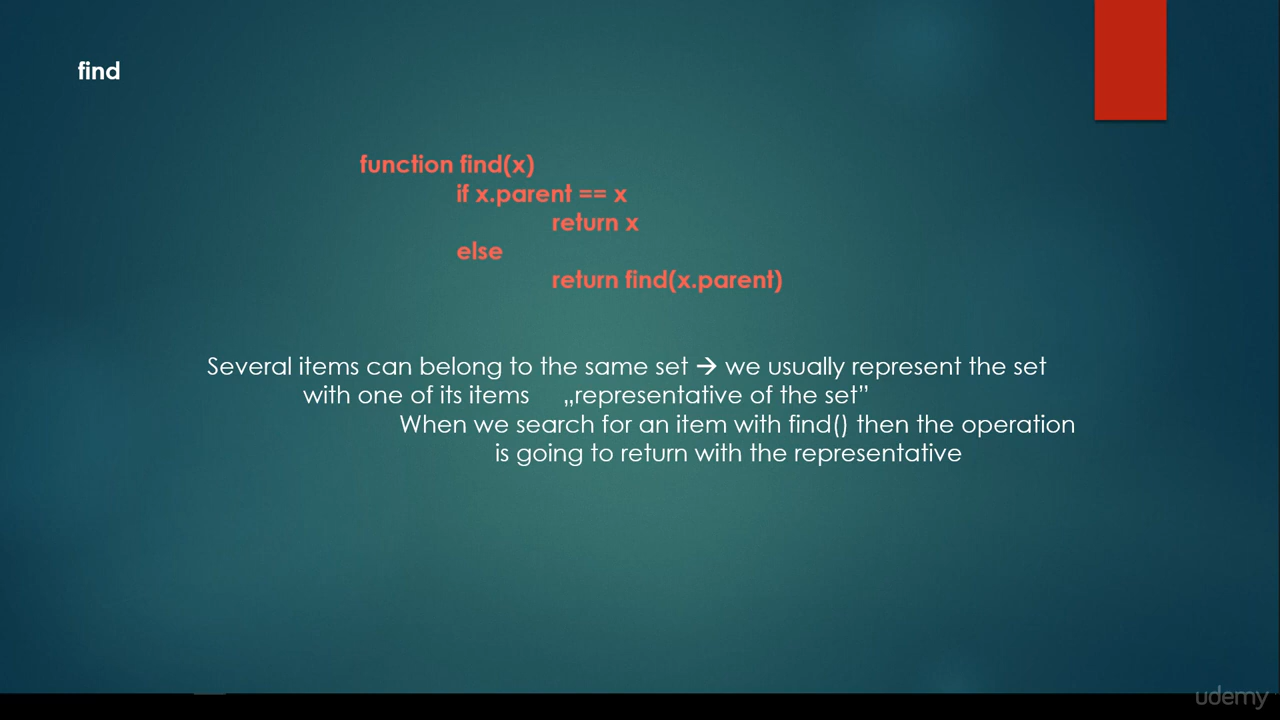 find
function find(x)
if x.parent == x
return x
else
return find(x.parent)
Several items can belong to the same set → we usually represent the set
with one of its items „representative of the set”
When we search for an item with find() then the operation
is going to return with the representative
udemy